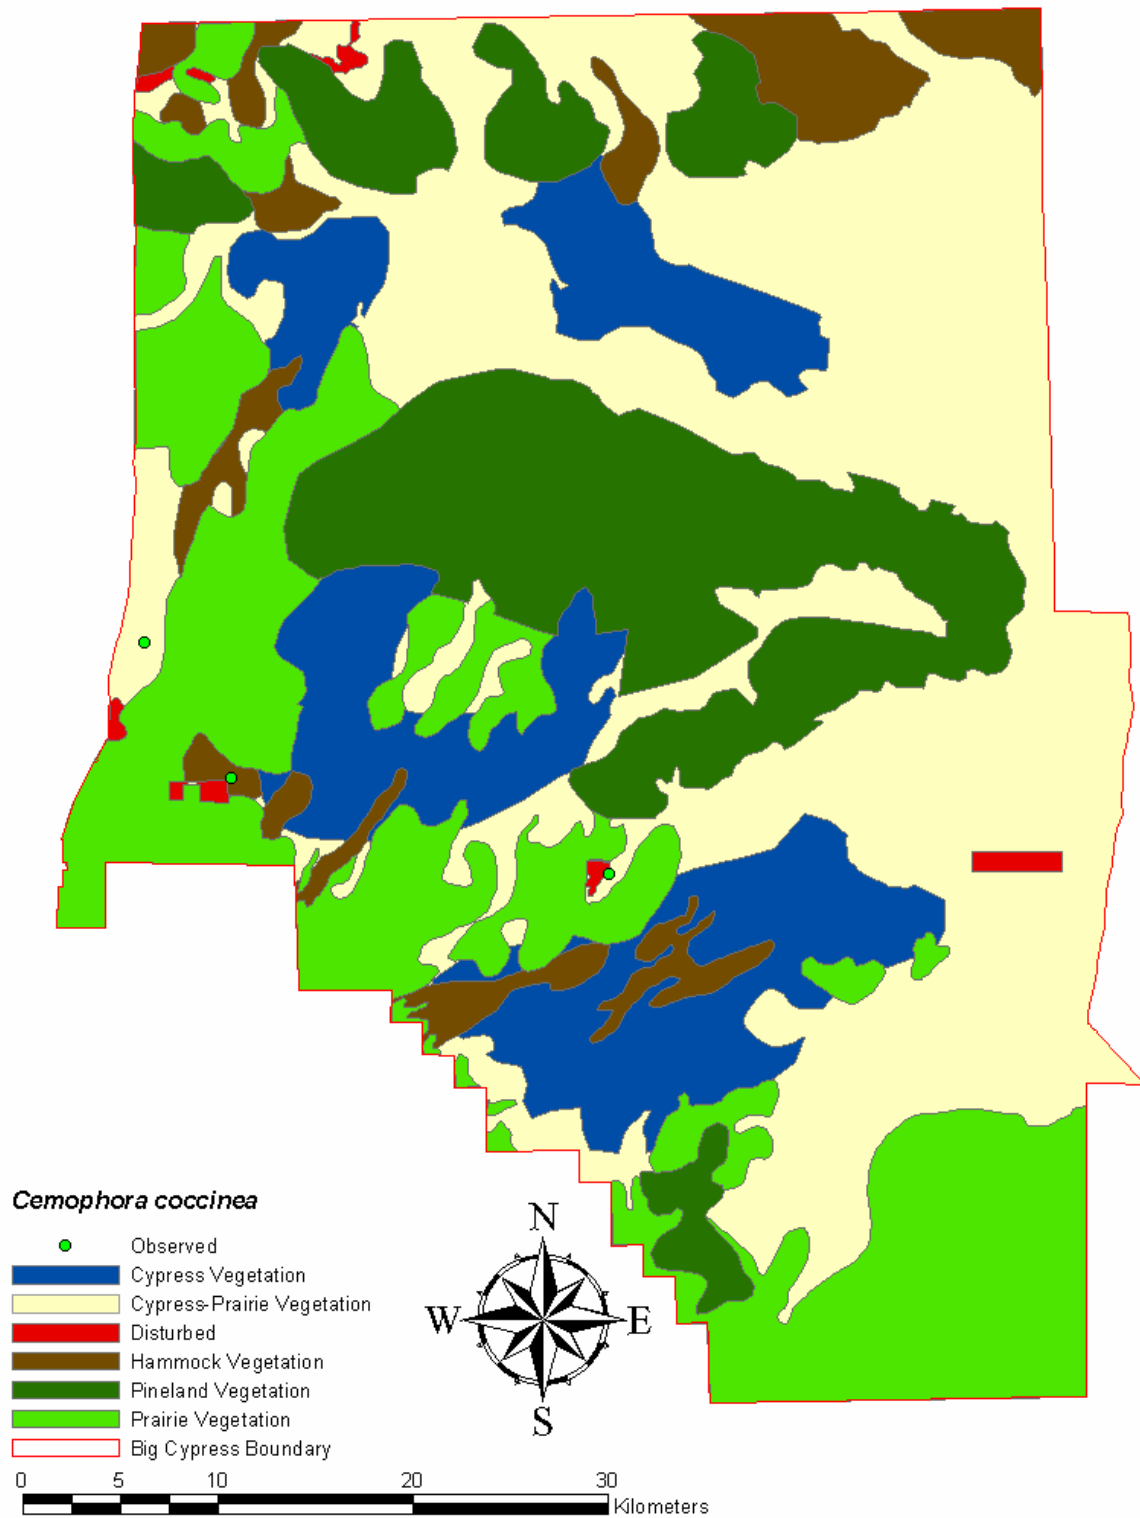 Cemophora coccinea
Observed
Cypress Vegetation
Cypress-Prairie Vegetation
Disturbed
Hammock Vegetation
Pineland Vegetation
Prairie Vegetation
Big Cypress Boundary
N
W E
S
0 5 10 20 30
Kilometers